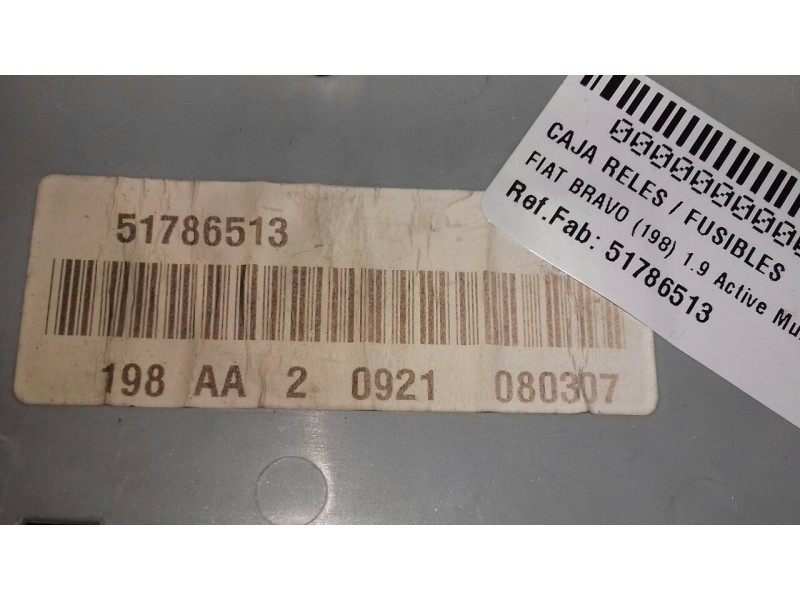 51786513
198 AA 2 0921 080307
CAJA RELES / FUSIBLES
FIAT BRAVO (198) 1.9 Active
Ref.Fab: 51786513